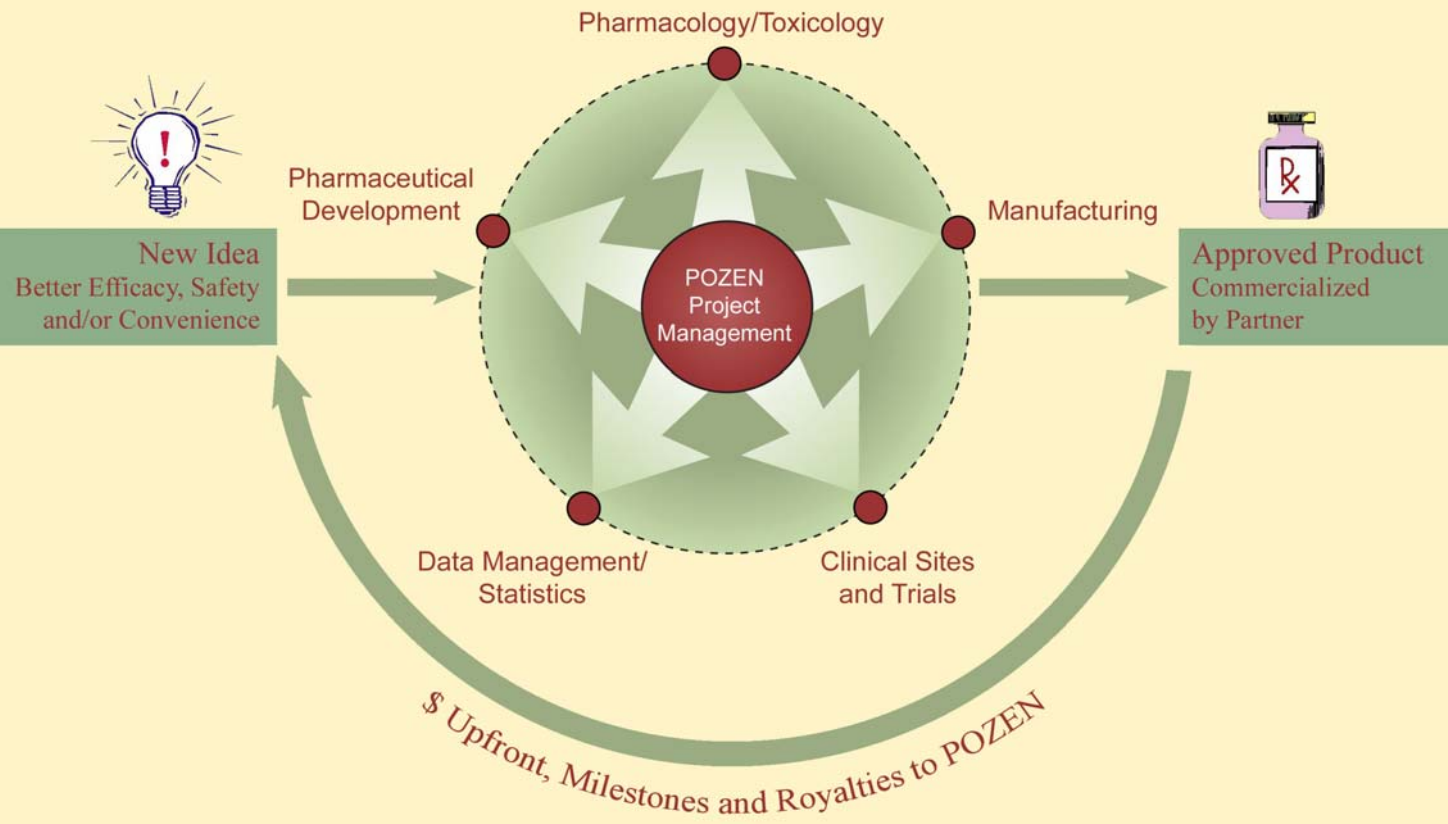 Pharmacology/Toxicology
!
Pharmaceutical
Development
Manufacturing
Rx
New Idea
Better Efficacy, Safety
and/or Convenience
POZEN
Project
Management
Approved Product
Commercialized
by Partner
Data Management/
Statistics
Clinical Sites
and Trials
$ Upfront, Milestones and Royalties to POZEN